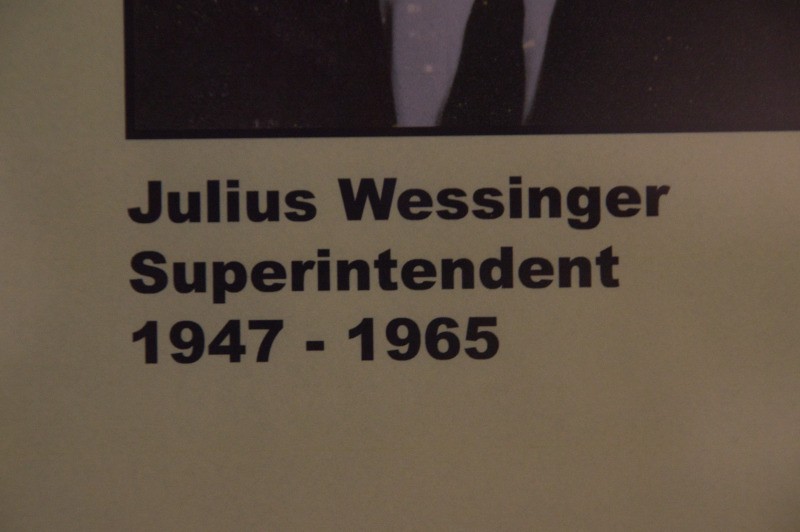 Julius Wessinger
Superintendent
1947 - 1965